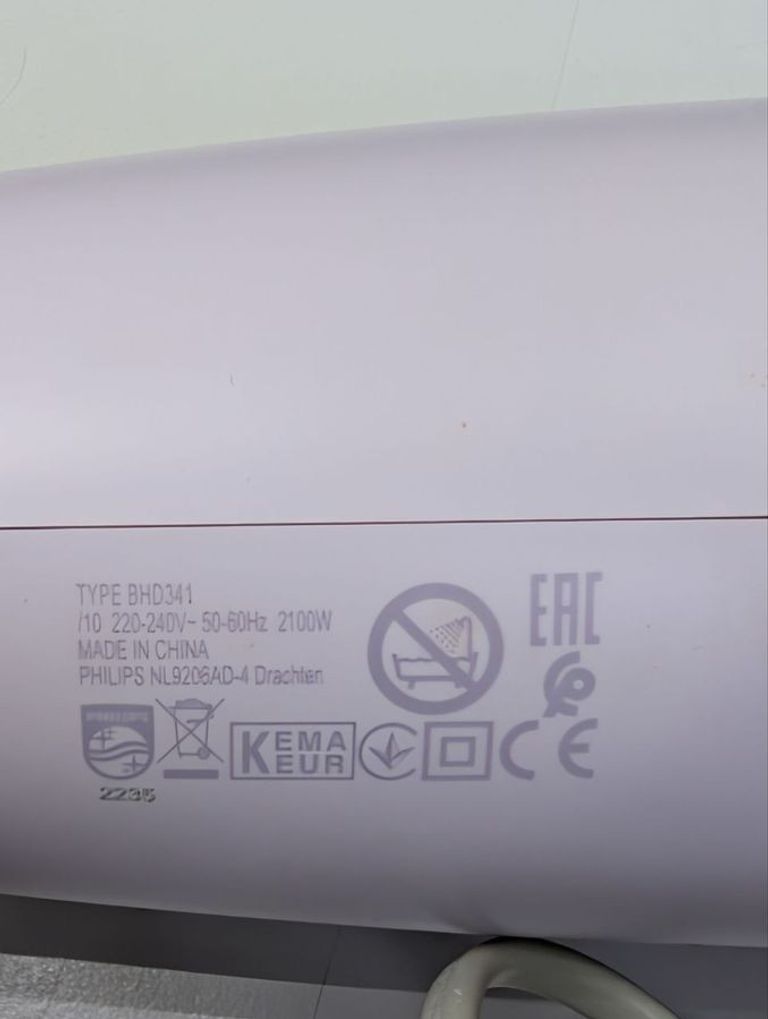 TYPE BHD341
/10 220-240V~ 50-60Hz 2100W
MADE IN CHINA
PHILIPS NL9206AD-4 Drachten
EAC
KEMA
EUR
CE
2235